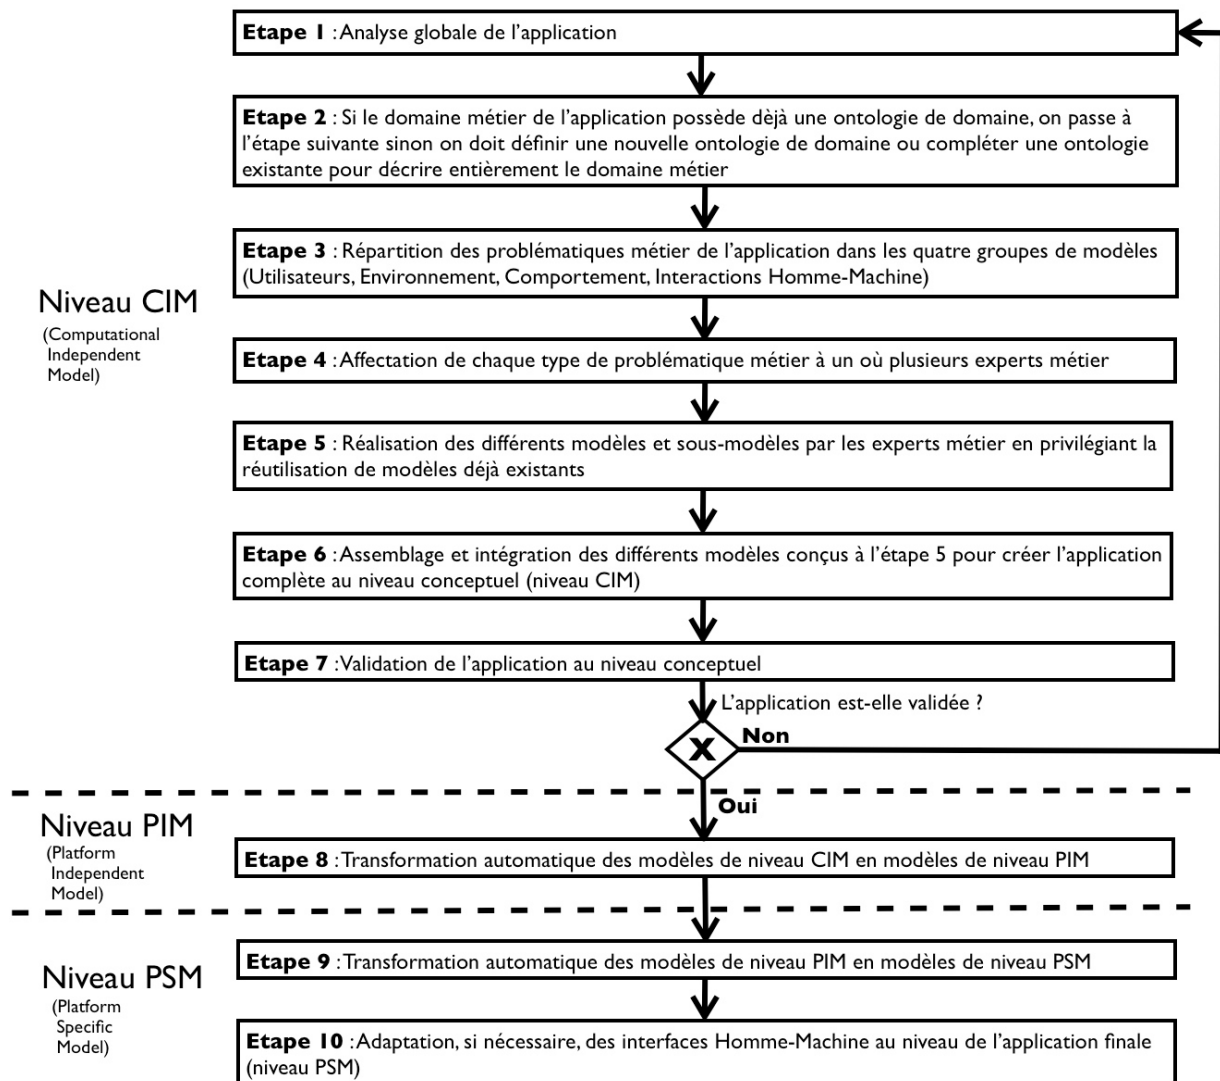 Etape 1 : Analyse globale de l'application
Etape 2 : Si le domaine métier de l'application possède dèjà une ontologie de domaine, on passe à
l'étape suivante sinon on doit définir une nouvelle ontologie de domaine ou compléter une ontologie
existante pour décrire entièrement le domaine métier
Etape 3 : Répartition des problématiques métier de l'application dans les quatre groupes de modèles
(Utilisateurs, Environnement, Comportement, Interactions Homme-Machine)
Niveau CIM
(Computational
Independent
Model)
Etape 4 : Affectation de chaque type de problématique métier à un où plusieurs experts métier
Etape 5 : Réalisation des différents modèles et sous-modèles par les experts métier en privilégiant la
réutilisation de modèles déjà existants
Etape 6 : Assemblage et intégration des différents modèles conçus à l'étape 5 pour créer l'application
complète au niveau conceptuel (niveau CIM)
Etape 7 : Validation de l'application au niveau conceptuel
L'application est-elle validée ?
X
Non
Oui
Niveau PIM
(Platform
Independent
Model)
Etape 8 : Transformation automatique des modèles de niveau CIM en modèles de niveau PIM
Niveau PSM
(Platform
Specific
Model)
Etape 9 : Transformation automatique des modèles de niveau PIM en modèles de niveau PSM
Etape 10 : Adaptation, si nécessaire, des interfaces Homme-Machine au niveau de l'application finale
(niveau PSM)